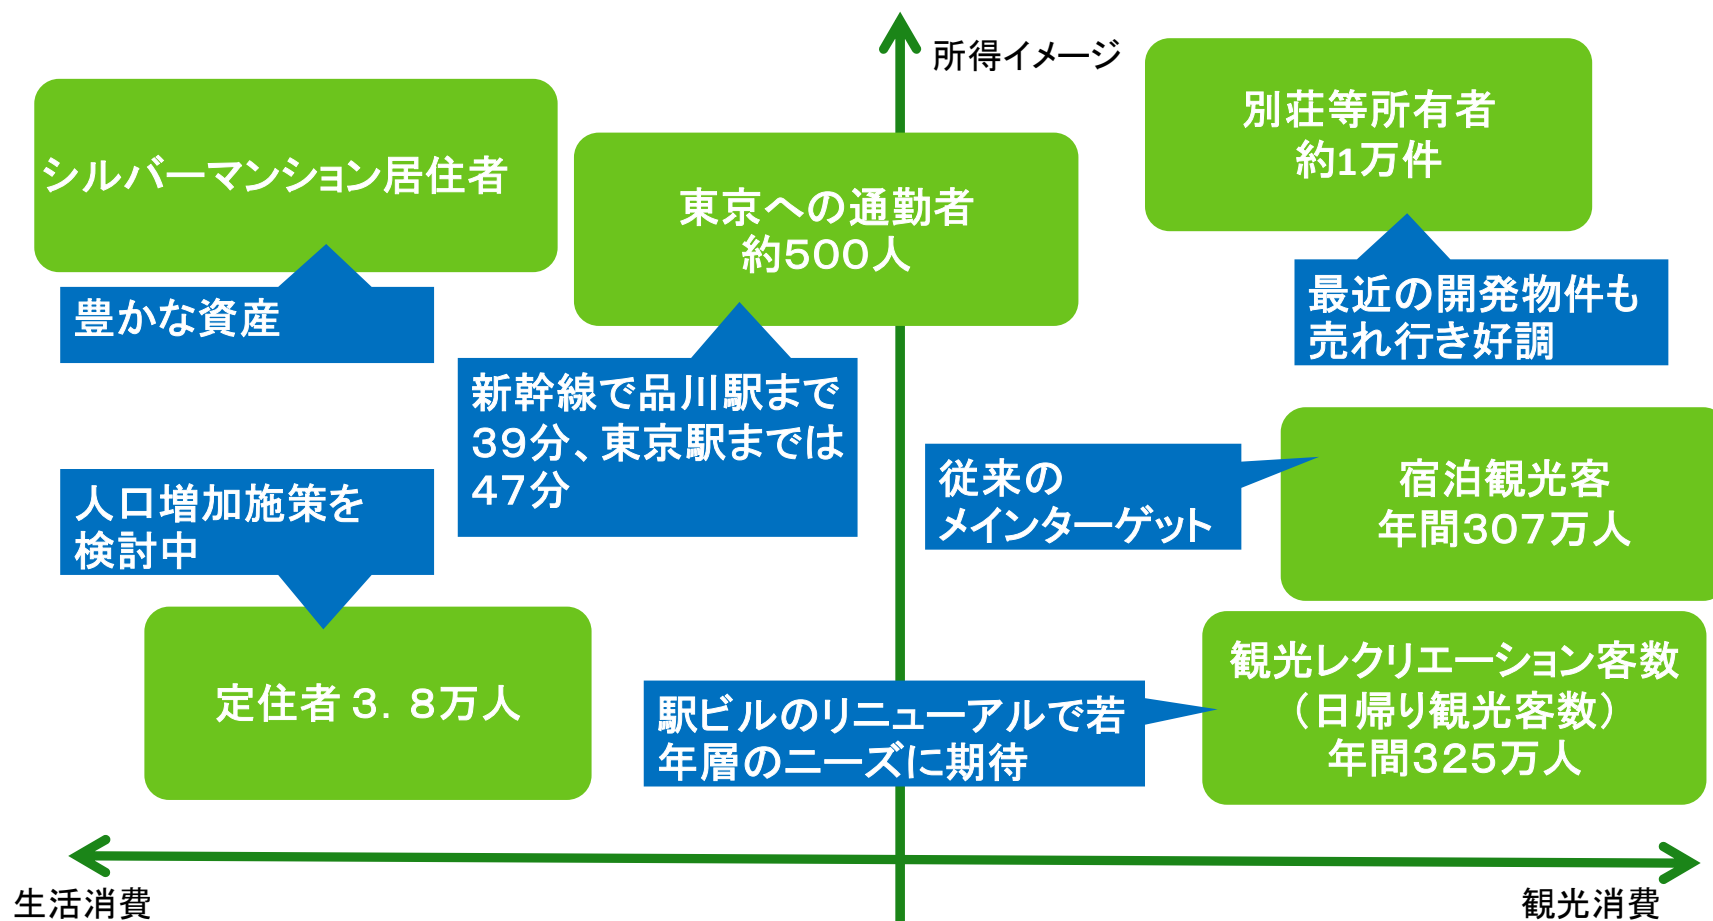 所得イメージ
シルバーマンション居住者
豊かな資産
東京への通勤者
約500人
新幹線で品川駅まで
39分、東京駅までは
47分
別荘等所有者
約1万件
最近の開発物件も
売れ行き好調
従来の
メインターゲット
宿泊観光客
年間307万人
人口増加施策を
検討中
定住者 3.8万人
駅ビルのリニューアルで若
年層のニーズに期待
観光レクリエーション客数
（日帰り観光客数）
年間325万人
生活消費
観光消費